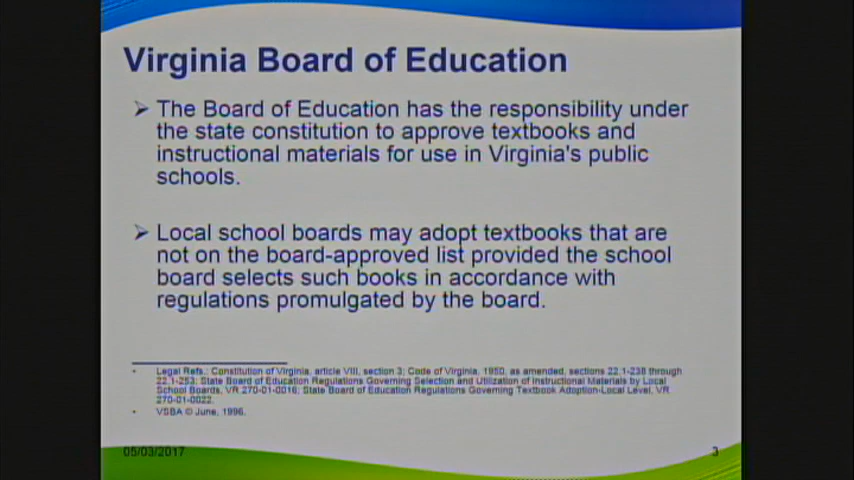 Virginia Board of Education
The Board of Education has the responsibility under
the state constitution to approve textbooks and
instructional materials for use in Virginia's public
schools.
Local school boards may adopt textbooks that are
not on the board-approved list provided the school
board selects such books in accordance with
regulations promulgated by the board.
Legal Refs.: Constitution of Virginia, article VIII, section 3; Code of Virginia, 1950, as amended, sections 22.1-238 through
22.1-253; State Board of Education Regulations Governing Selection and Utilization of Instructional Materials by Local
School Boards, VR 270-01-0016; State Board of Education Regulations Governing Textbook Adoption-Local Level, VR
270-01-0022.
VSBA © June, 1996.
05/03/2017
3